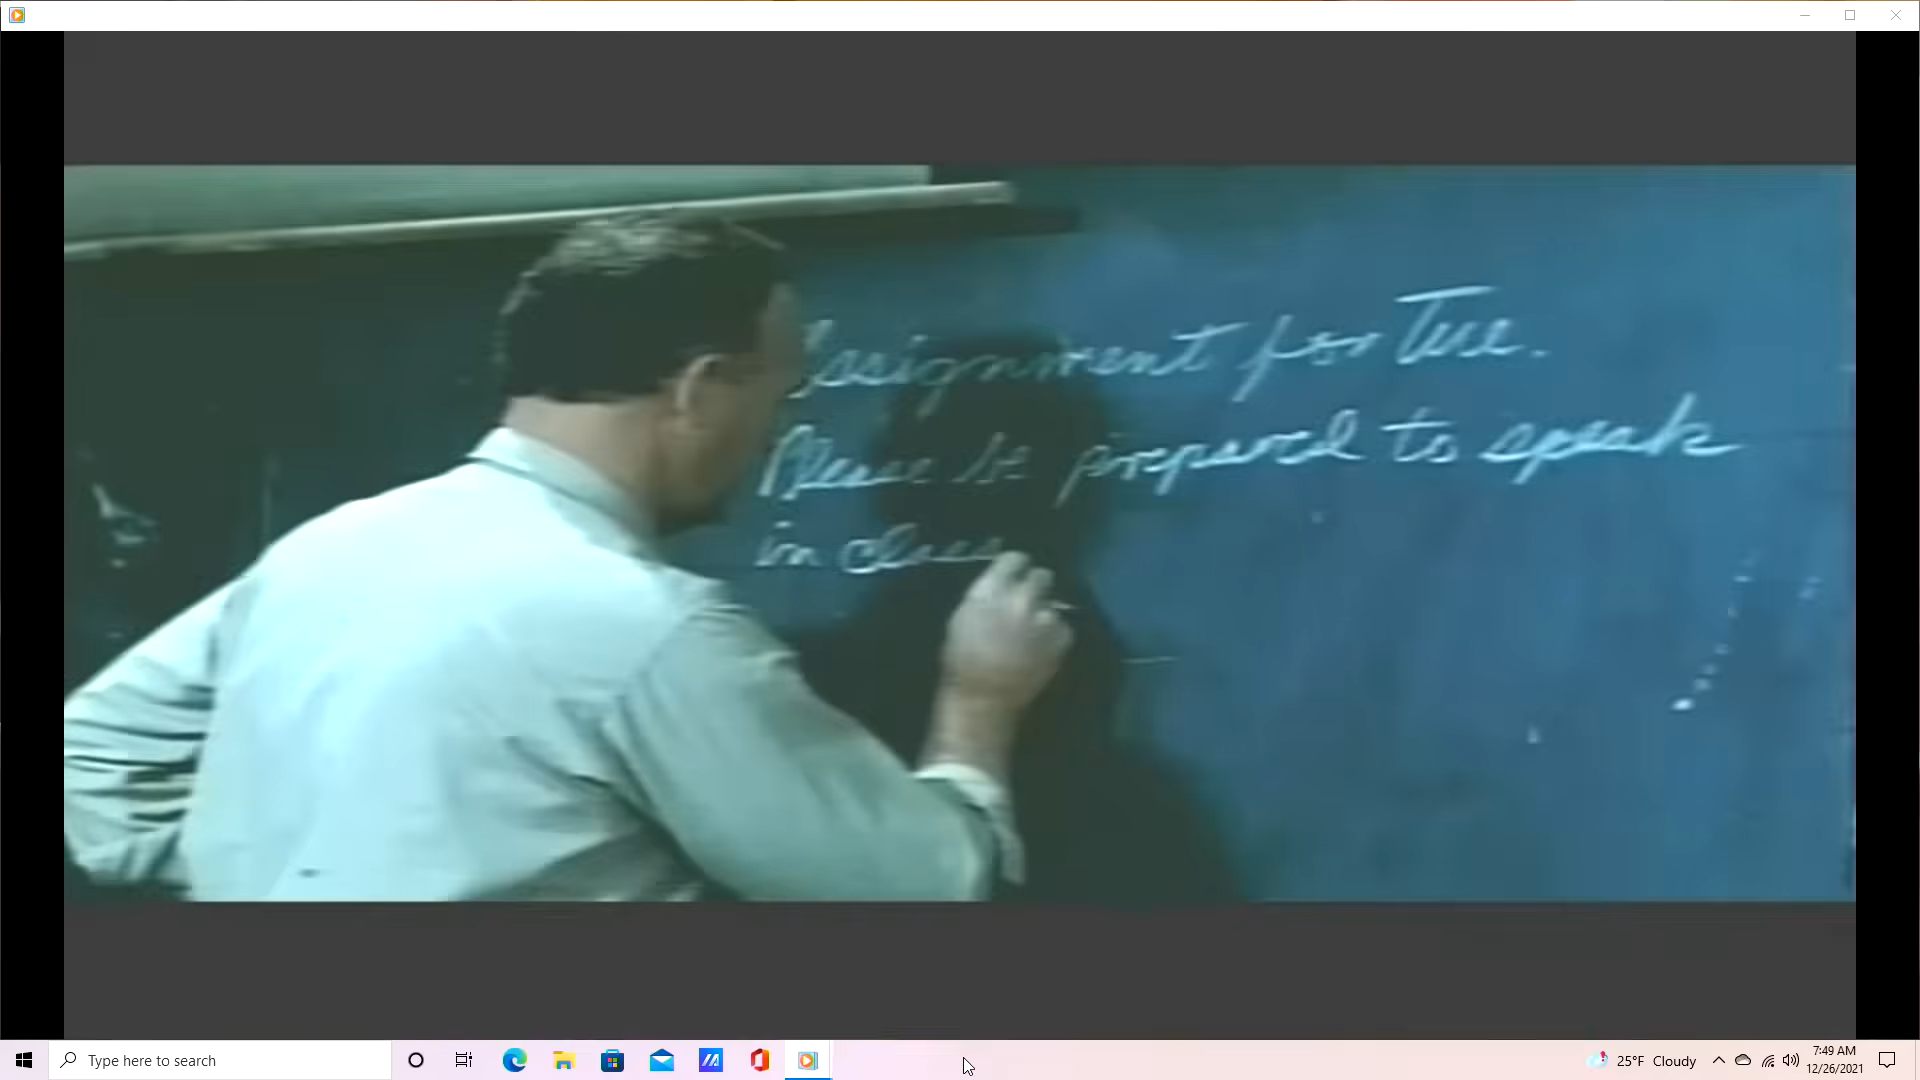 Assignment for Tue.
Please be prepared to speak
in class
Type here to search
25°F Cloudy
7:49 AM
12/26/2021